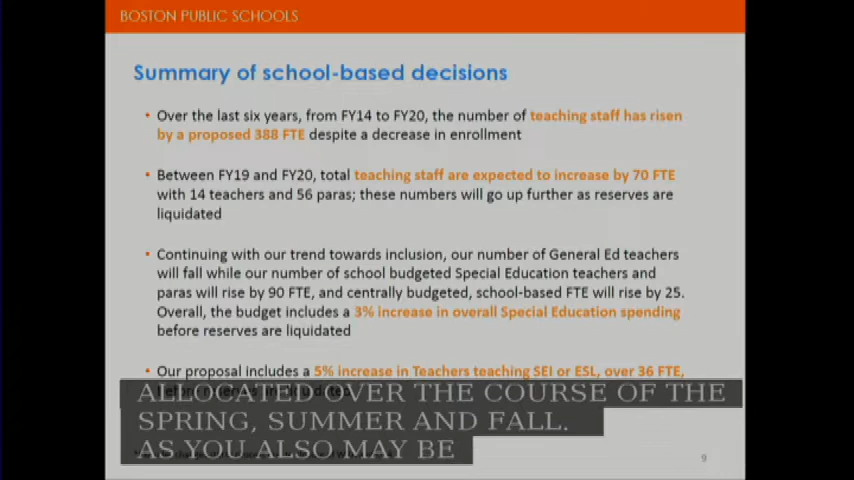 BOSTON PUBLIC SCHOOLS
Summary of school-based decisions
• Over the last six years, from FY14 to FY20, the number of teaching staff has risen
by a proposed 388 FTE despite a decrease in enrollment
• Between FY19 and FY20, total teaching staff are expected to increase by 70 FTE
with 14 teachers and 56 paras; these numbers will go up further as reserves are
liquidated
• Continuing with our trend towards inclusion, our number of General Ed teachers
will fall while our number of school budgeted Special Education teachers and
paras will rise by 90 FTE, and centrally budgeted, school-based FTE will rise by 25.
Overall, the budget includes a 3% increase in overall Special Education spending
before reserves are liquidated
• Our proposal includes a 5% increase in Teachers teaching SEI or ESL, over 36 FTE,
ALLOCATED OVER THE COURSE OF THE
SPRING, SUMMER AND FALL.
AS YOU ALSO MAY BE
9